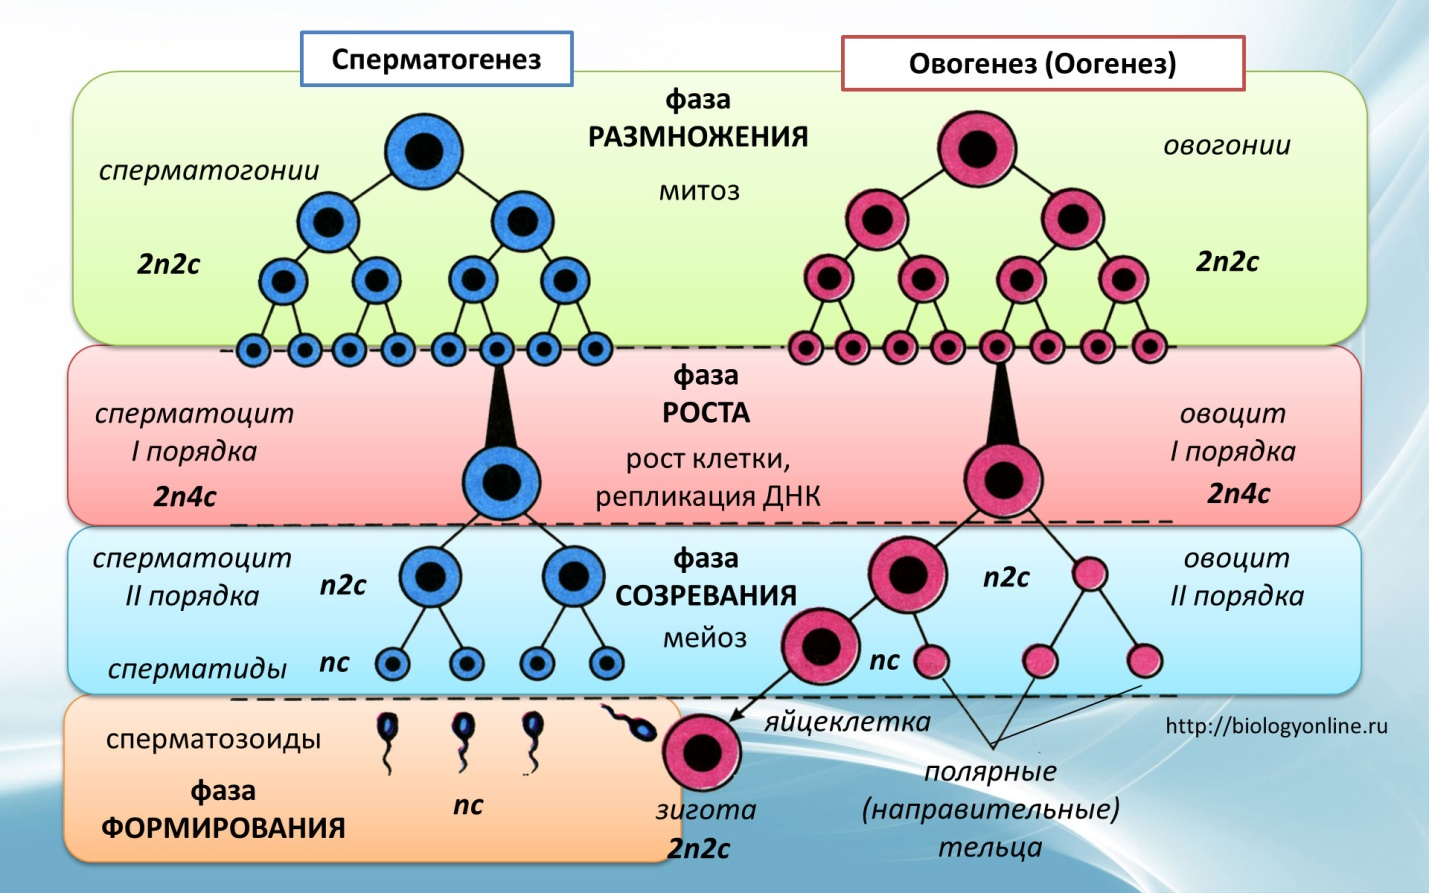 Сперматогенез
Овогенез (Оогенез)
фаза
РАЗМНОЖЕНИЯ
митоз
сперматогонии
2n2c
овогонии
2n2c
сперматоцит
I порядка
2n4c
фаза
РОСТА
рост клетки,
репликация ДНК
овоцит
I порядка
2n4c
сперматоцит
II порядка
n2c
фаза
СОЗРЕВАНИЯ
мейоз
n2c
овоцит
II порядка
сперматиды
nc
nc
сперматозоиды
фаза
ФОРМИРОВАНИЯ
nc
яйцеклетка
зигота
2n2c
полярные
(направительные)
тельца
http://biologyonline.ru